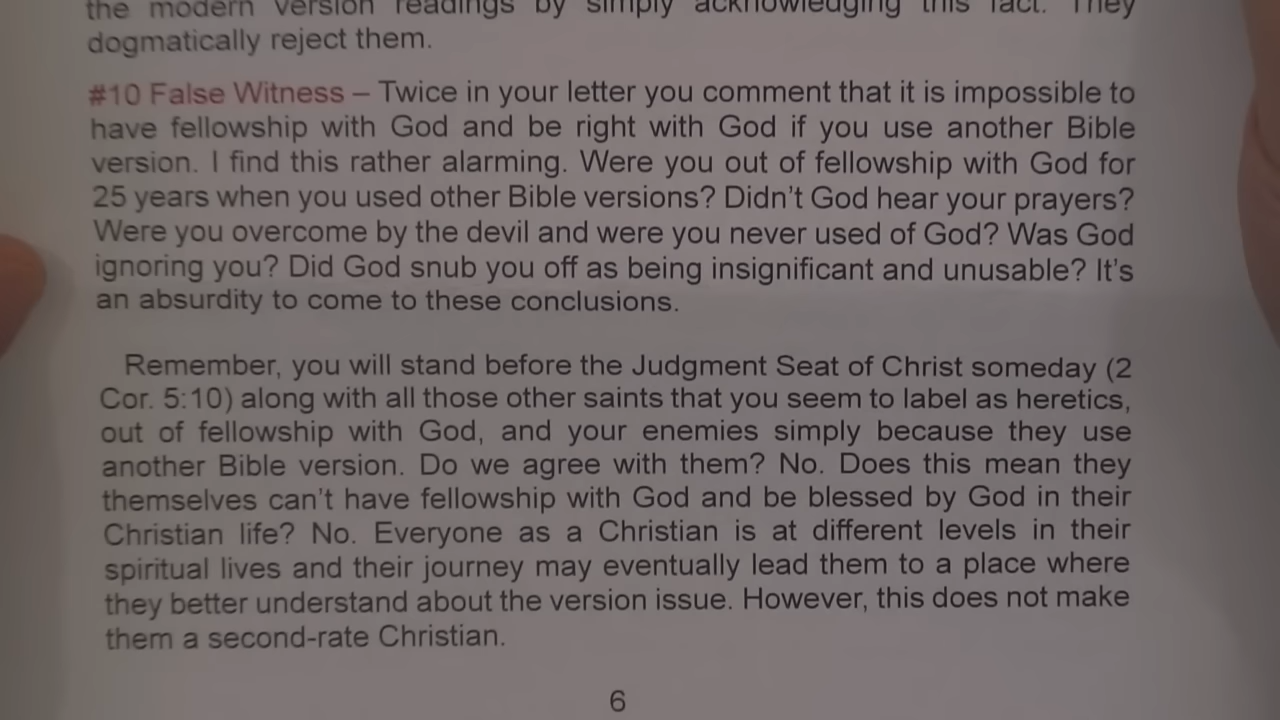 the modern version readings by simply acknowledging this fact. They
dogmatically reject them.
#10 False Witness – Twice in your letter you comment that it is impossible to
have fellowship with God and be right with God if you use another Bible
version. I find this rather alarming. Were you out of fellowship with God for
25 years when you used other Bible versions? Didn't God hear your prayers?
Were you overcome by the devil and were you never used of God? Was God
ignoring you? Did God snub you off as being insignificant and unusable? It's
an absurdity to come to these conclusions.
Remember, you will stand before the Judgment Seat of Christ someday (2
Cor. 5:10) along with all those other saints that you seem to label as heretics,
out of fellowship with God, and your enemies simply because they use
another Bible version. Do we agree with them? No. Does this mean they
themselves can't have fellowship with God and be blessed by God in their
Christian life? No. Everyone as a Christian is at different levels in their
spiritual lives and their journey may eventually lead them to a place where
they better understand about the version issue. However, this does not make
them a second-rate Christian.
6